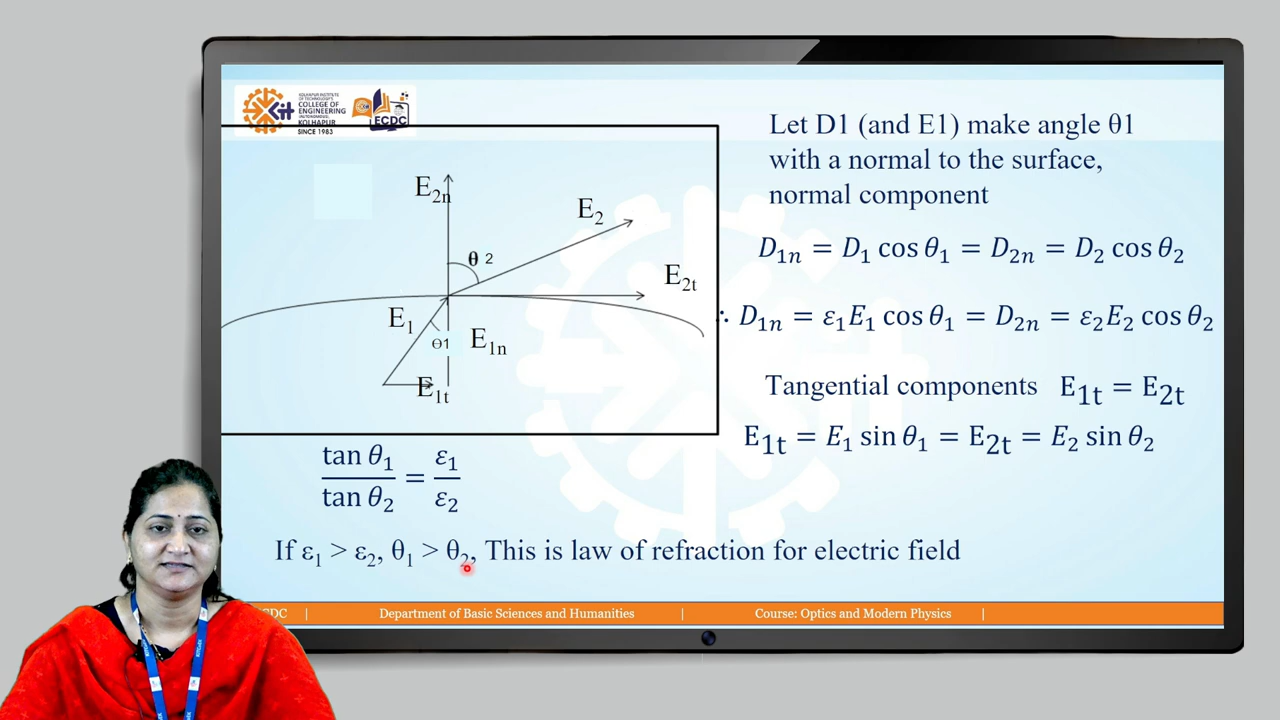 KOLHAPUR INSTITUTE
OF TECHNOLOGY'S
COLLEGE OF
ENGINEERING
(AUTONOMOUS)
KOLHAPUR
SINCE 1983
ECDC
Let D1 (and E1) make angle θ1
with a normal to the surface,
normal component
D₁ₙ = D₁ cos θ₁ = D₂ₙ = D₂ cos θ₂
∴ D₁ₙ = ε₁E₁ cos θ₁ = D₂ₙ = ε₂E₂ cos θ₂
Tangential components E₁ₜ = E₂ₜ
E₁ₜ = E₁ sin θ₁ = E₂ₜ = E₂ sin θ₂
E₂ₙ
E₂
θ 2
E₂ₜ
E₁
Θ1
E₁ₙ
E₁ₜ
tan θ₁ / tan θ₂ = ε₁ / ε₂
If ε₁ > ε₂, θ₁ > θ₂, This is law of refraction for electric field
CDC | Department of Basic Sciences and Humanities | Course: Optics and Modern Physics |